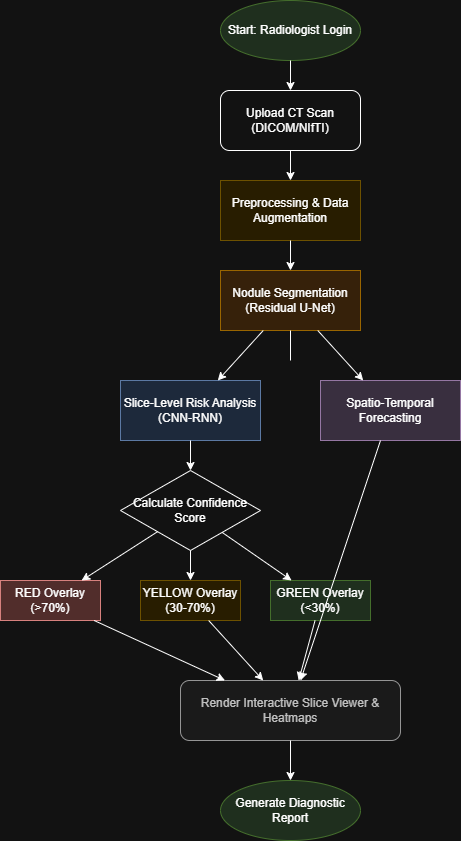 Start: Radiologist Login
Upload CT Scan
(DICOM/NIfTI)
Preprocessing & Data
Augmentation
Nodule Segmentation
(Residual U-Net)
Slice-Level Risk Analysis
(CNN-RNN)
Spatio-Temporal
Forecasting
Calculate Confidence
Score
RED Overlay
(>70%)
YELLOW Overlay
(30-70%)
GREEN Overlay
(<30%)
Render Interactive Slice Viewer &
Heatmaps
Generate Diagnostic
Report